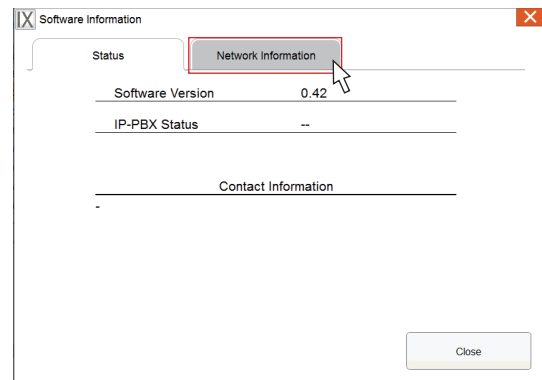 IX Software Information
Status Network Information
Software Version 0.42
IP-PBX Status --
Contact Information
-
Close